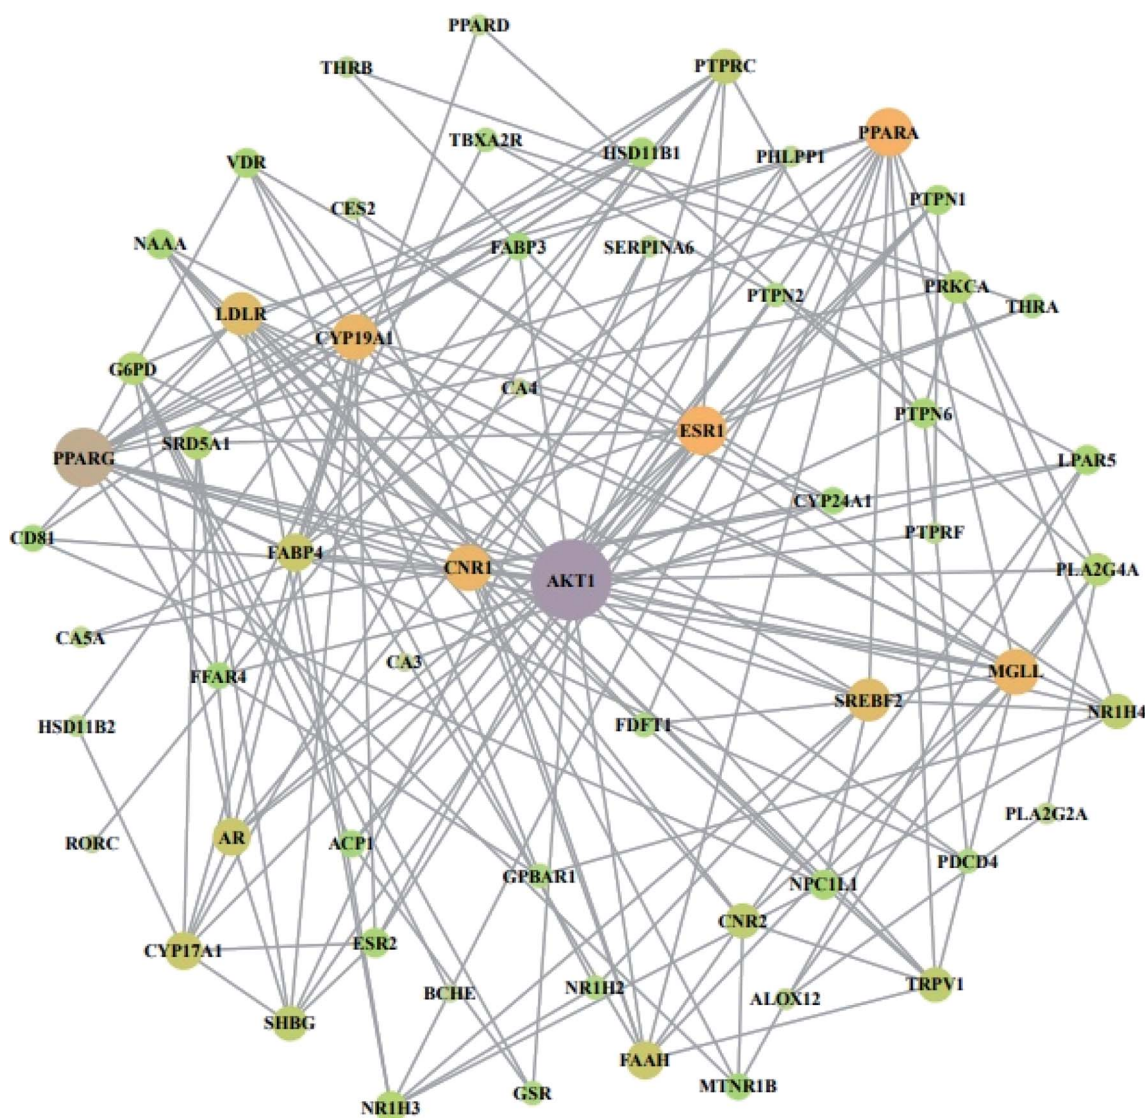 PPARD
PTPRC
THRB
PPARA
TBXA2R
HSD11B1
PHLPP1
VDR
PTPN1
CES2
NAAA
FABP3
SERPINA6
PTPN2
PRKCA
THRA
LDLR
CYP19A1
G6PD
CA4
PTPN6
ESR1
SRD5A1
PPARG
LPAR5
CYP24A1
CD81
FABP4
PTPRF
CNR1
AKT1
PLA2G4A
CA5A
CA3
FFAR4
MGLL
SREBF2
NR1H4
HSD11B2
FDFT1
PLA2G2A
RORC
AR
ACP1
PDCD4
GPBAR1
NPC1L1
CNR2
CYP17A1
ESR2
TRPV1
BCHE
NR1H2
ALOX12
SHBG
FAAH
MTNR1B
GSR
NR1H3